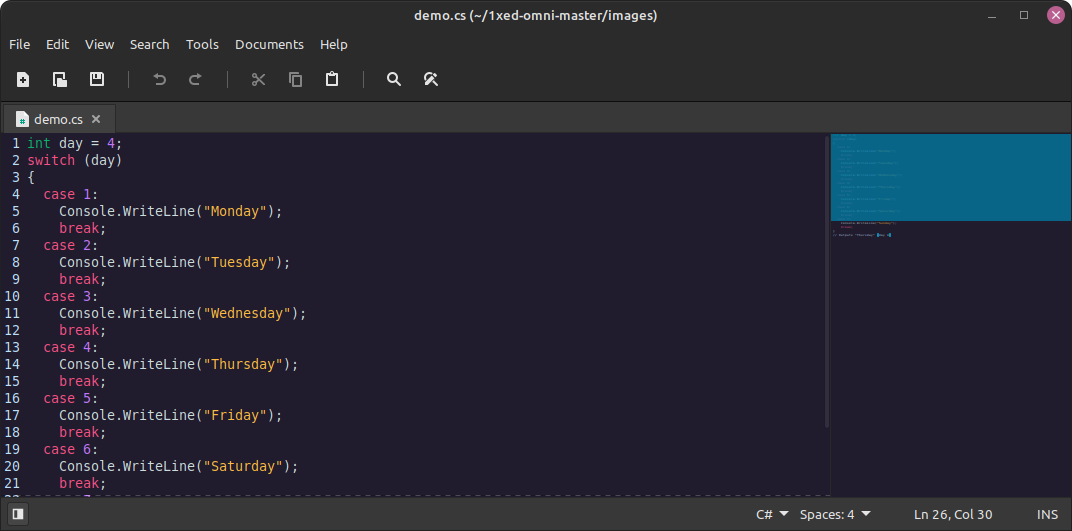 demo.cs (~/1xed-omni-master/images)
File Edit View Search Tools Documents Help
demo.cs
1 int day = 4;
2 switch (day)
3 {
4   case 1:
5     Console.WriteLine("Monday");
6     break;
7   case 2:
8     Console.WriteLine("Tuesday");
9     break;
10   case 3:
11     Console.WriteLine("Wednesday");
12     break;
13   case 4:
14     Console.WriteLine("Thursday");
15     break;
16   case 5:
17     Console.WriteLine("Friday");
18     break;
19   case 6:
20     Console.WriteLine("Saturday");
21     break;
C# Spaces: 4 Ln 26, Col 30 INS